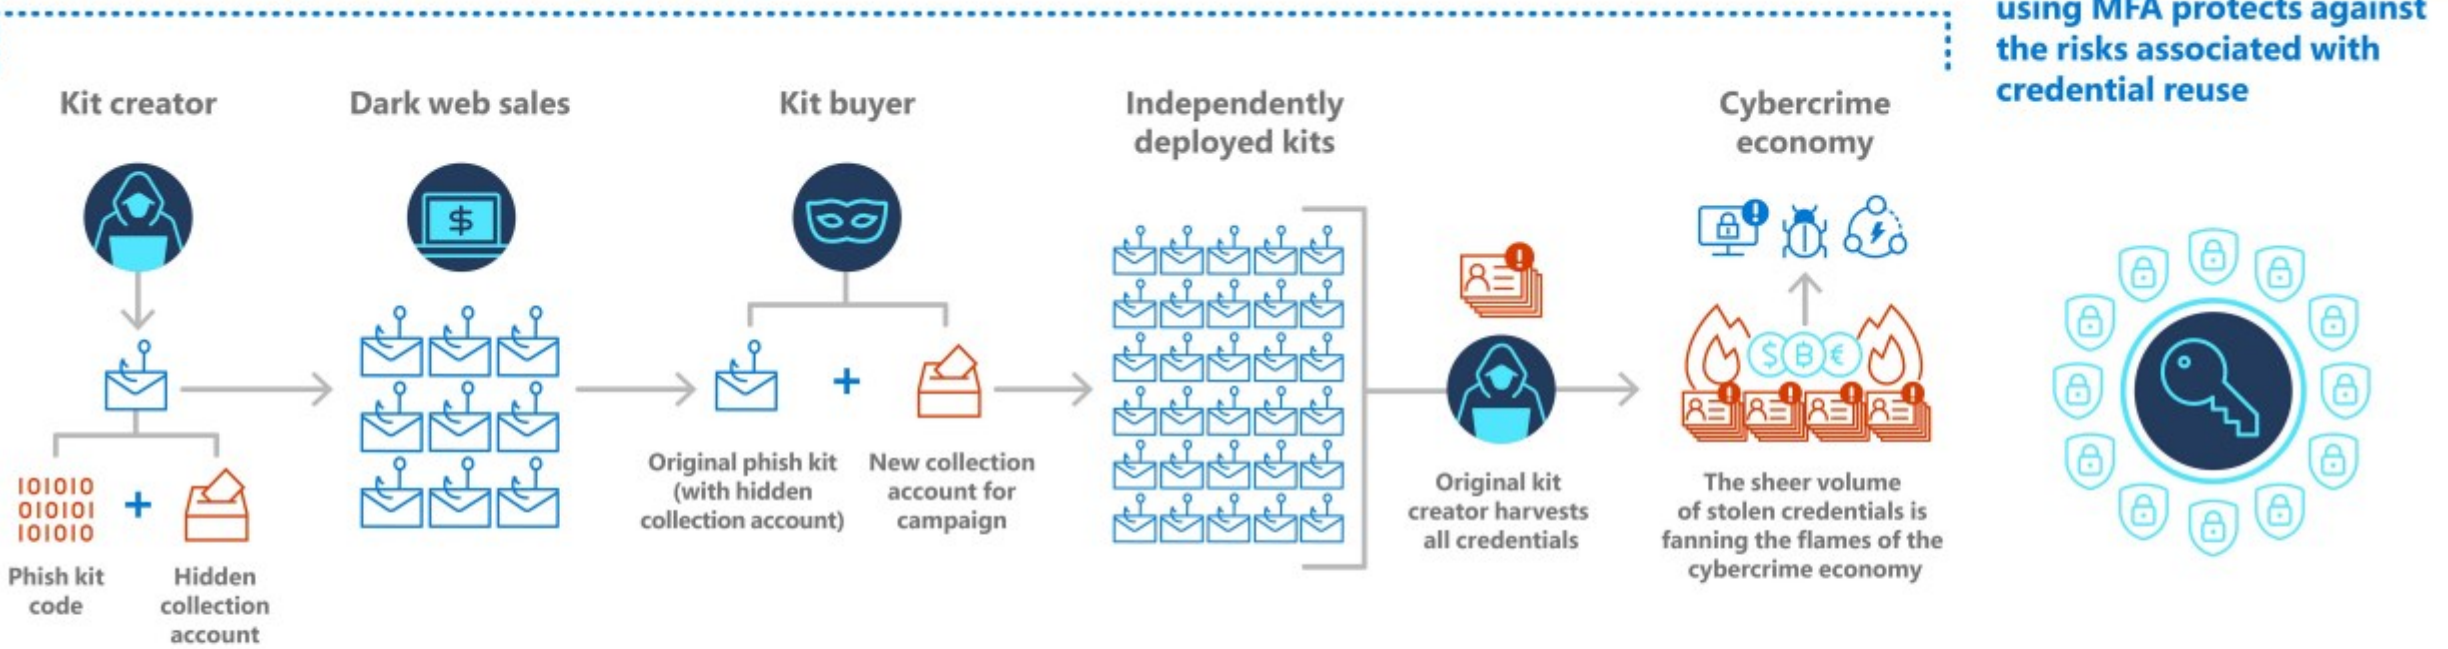 using MFA protects against
the risks associated with
credential reuse
Kit creator
Dark web sales
Kit buyer
Independently
deployed kits
Cybercrime
economy
$
101010
010101
101010
+
Phish kit
code
Hidden
collection
account
+
Original phish kit
(with hidden
collection account)
New collection
account for
campaign
!
Original kit
creator harvests
all credentials
!
$ B €
! ! ! !
The sheer volume
of stolen credentials is
fanning the flames of the
cybercrime economy